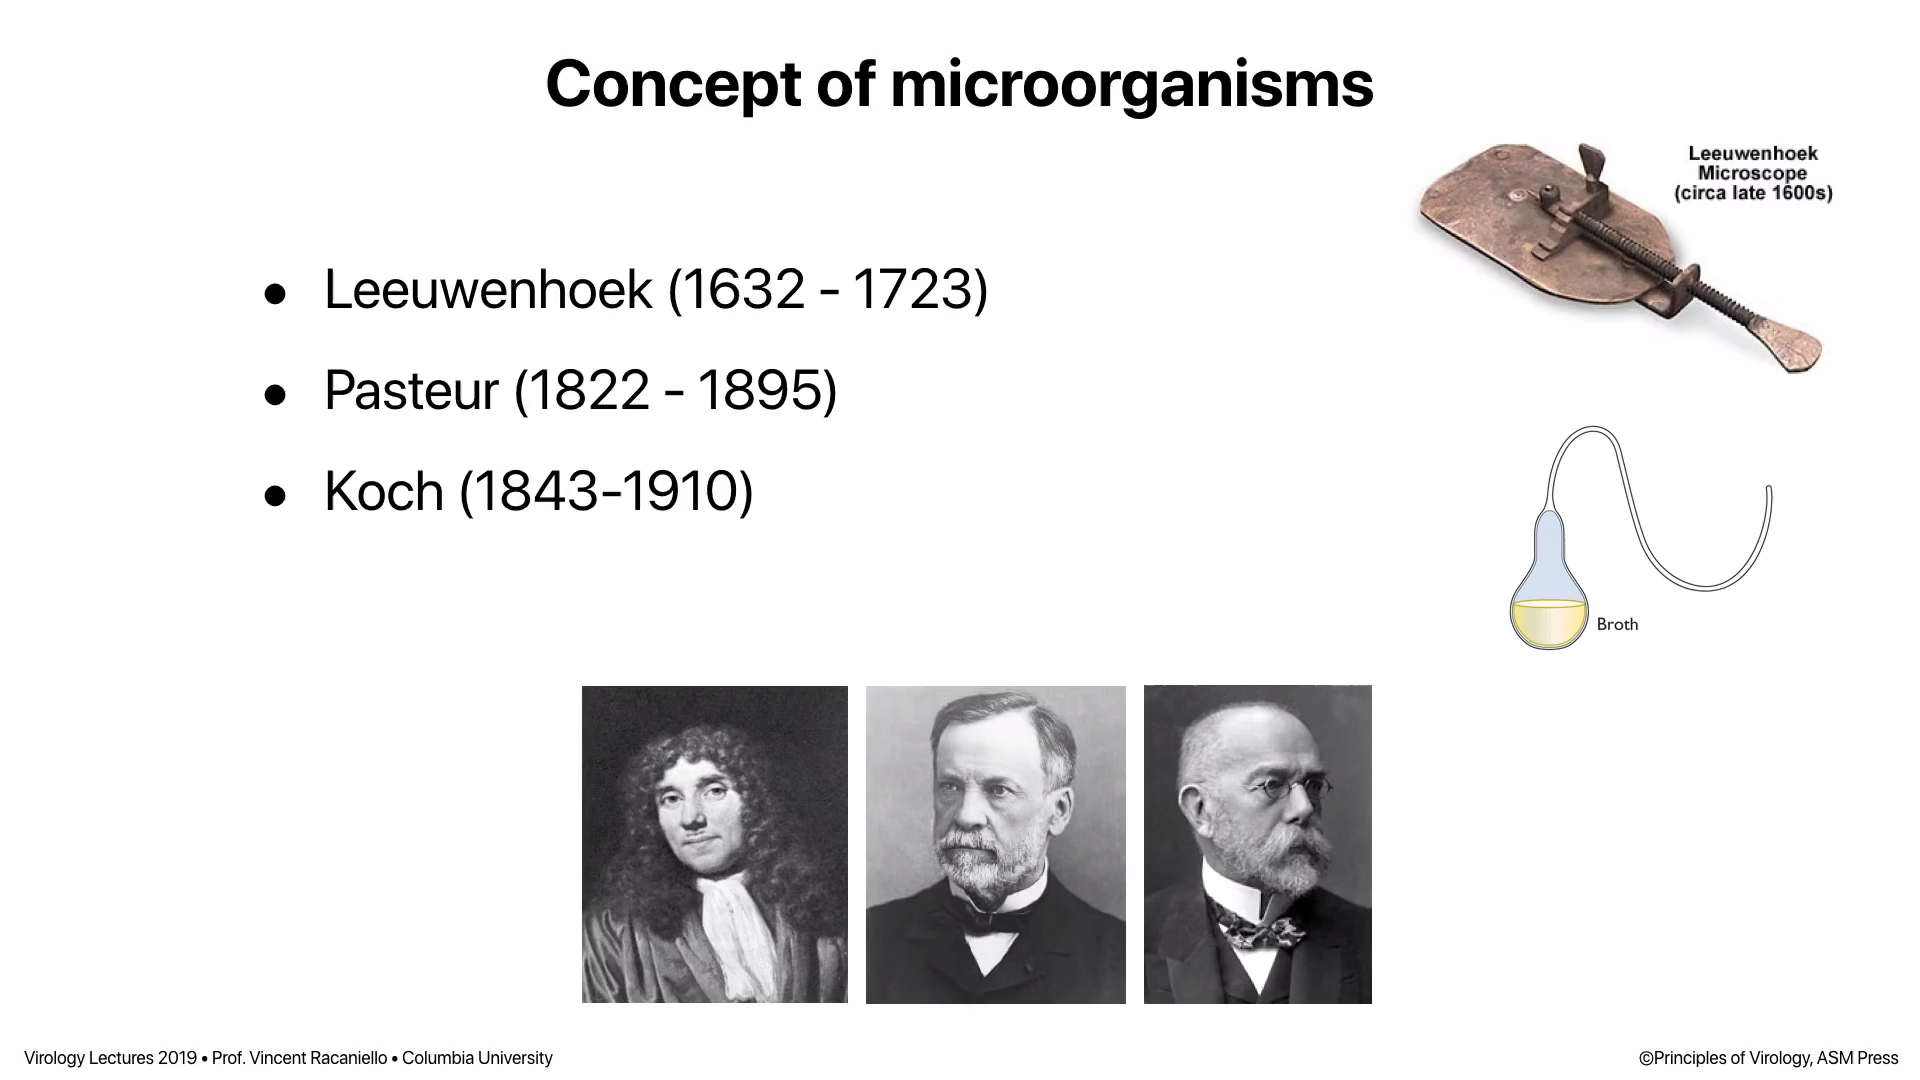 Concept of microorganisms
Leeuwenhoek
Microscope
(circa late 1600s)
• Leeuwenhoek (1632 - 1723)
• Pasteur (1822 - 1895)
• Koch (1843-1910)
Broth
Virology Lectures 2019 • Prof. Vincent Racaniello • Columbia University
©Principles of Virology, ASM Press